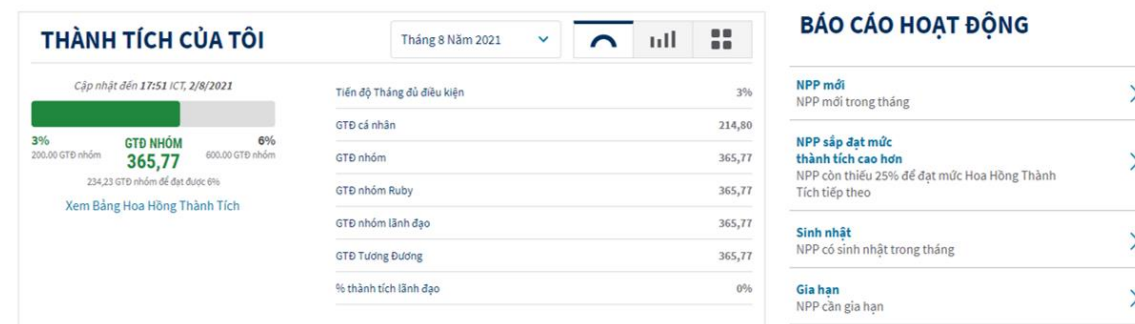 THÀNH TÍCH CỦA TÔI
Tháng 8 Năm 2021
Cập nhật đến 17:51 ICT, 2/8/2021
3%
200.00 GTĐ nhóm
GTĐ NHÓM
365,77
6%
600.00 GTĐ nhóm
234,23 GTĐ nhóm để đạt được 6%
Xem Bảng Hoa Hồng Thành Tích
Tiến độ Tháng đủ điều kiện 3%
GTĐ cá nhân 214,80
GTĐ nhóm 365,77
GTĐ nhóm Ruby 365,77
GTĐ nhóm lãnh đạo 365,77
GTĐ Tương Đương 365,77
% thành tích lãnh đạo 0%
BÁO CÁO HOẠT ĐỘNG
NPP mới
NPP mới trong tháng
NPP sắp đạt mức
thành tích cao hơn
NPP còn thiếu 25% để đạt mức Hoa Hồng Thành
Tích tiếp theo
Sinh nhật
NPP có sinh nhật trong tháng
Gia hạn
NPP cần gia hạn